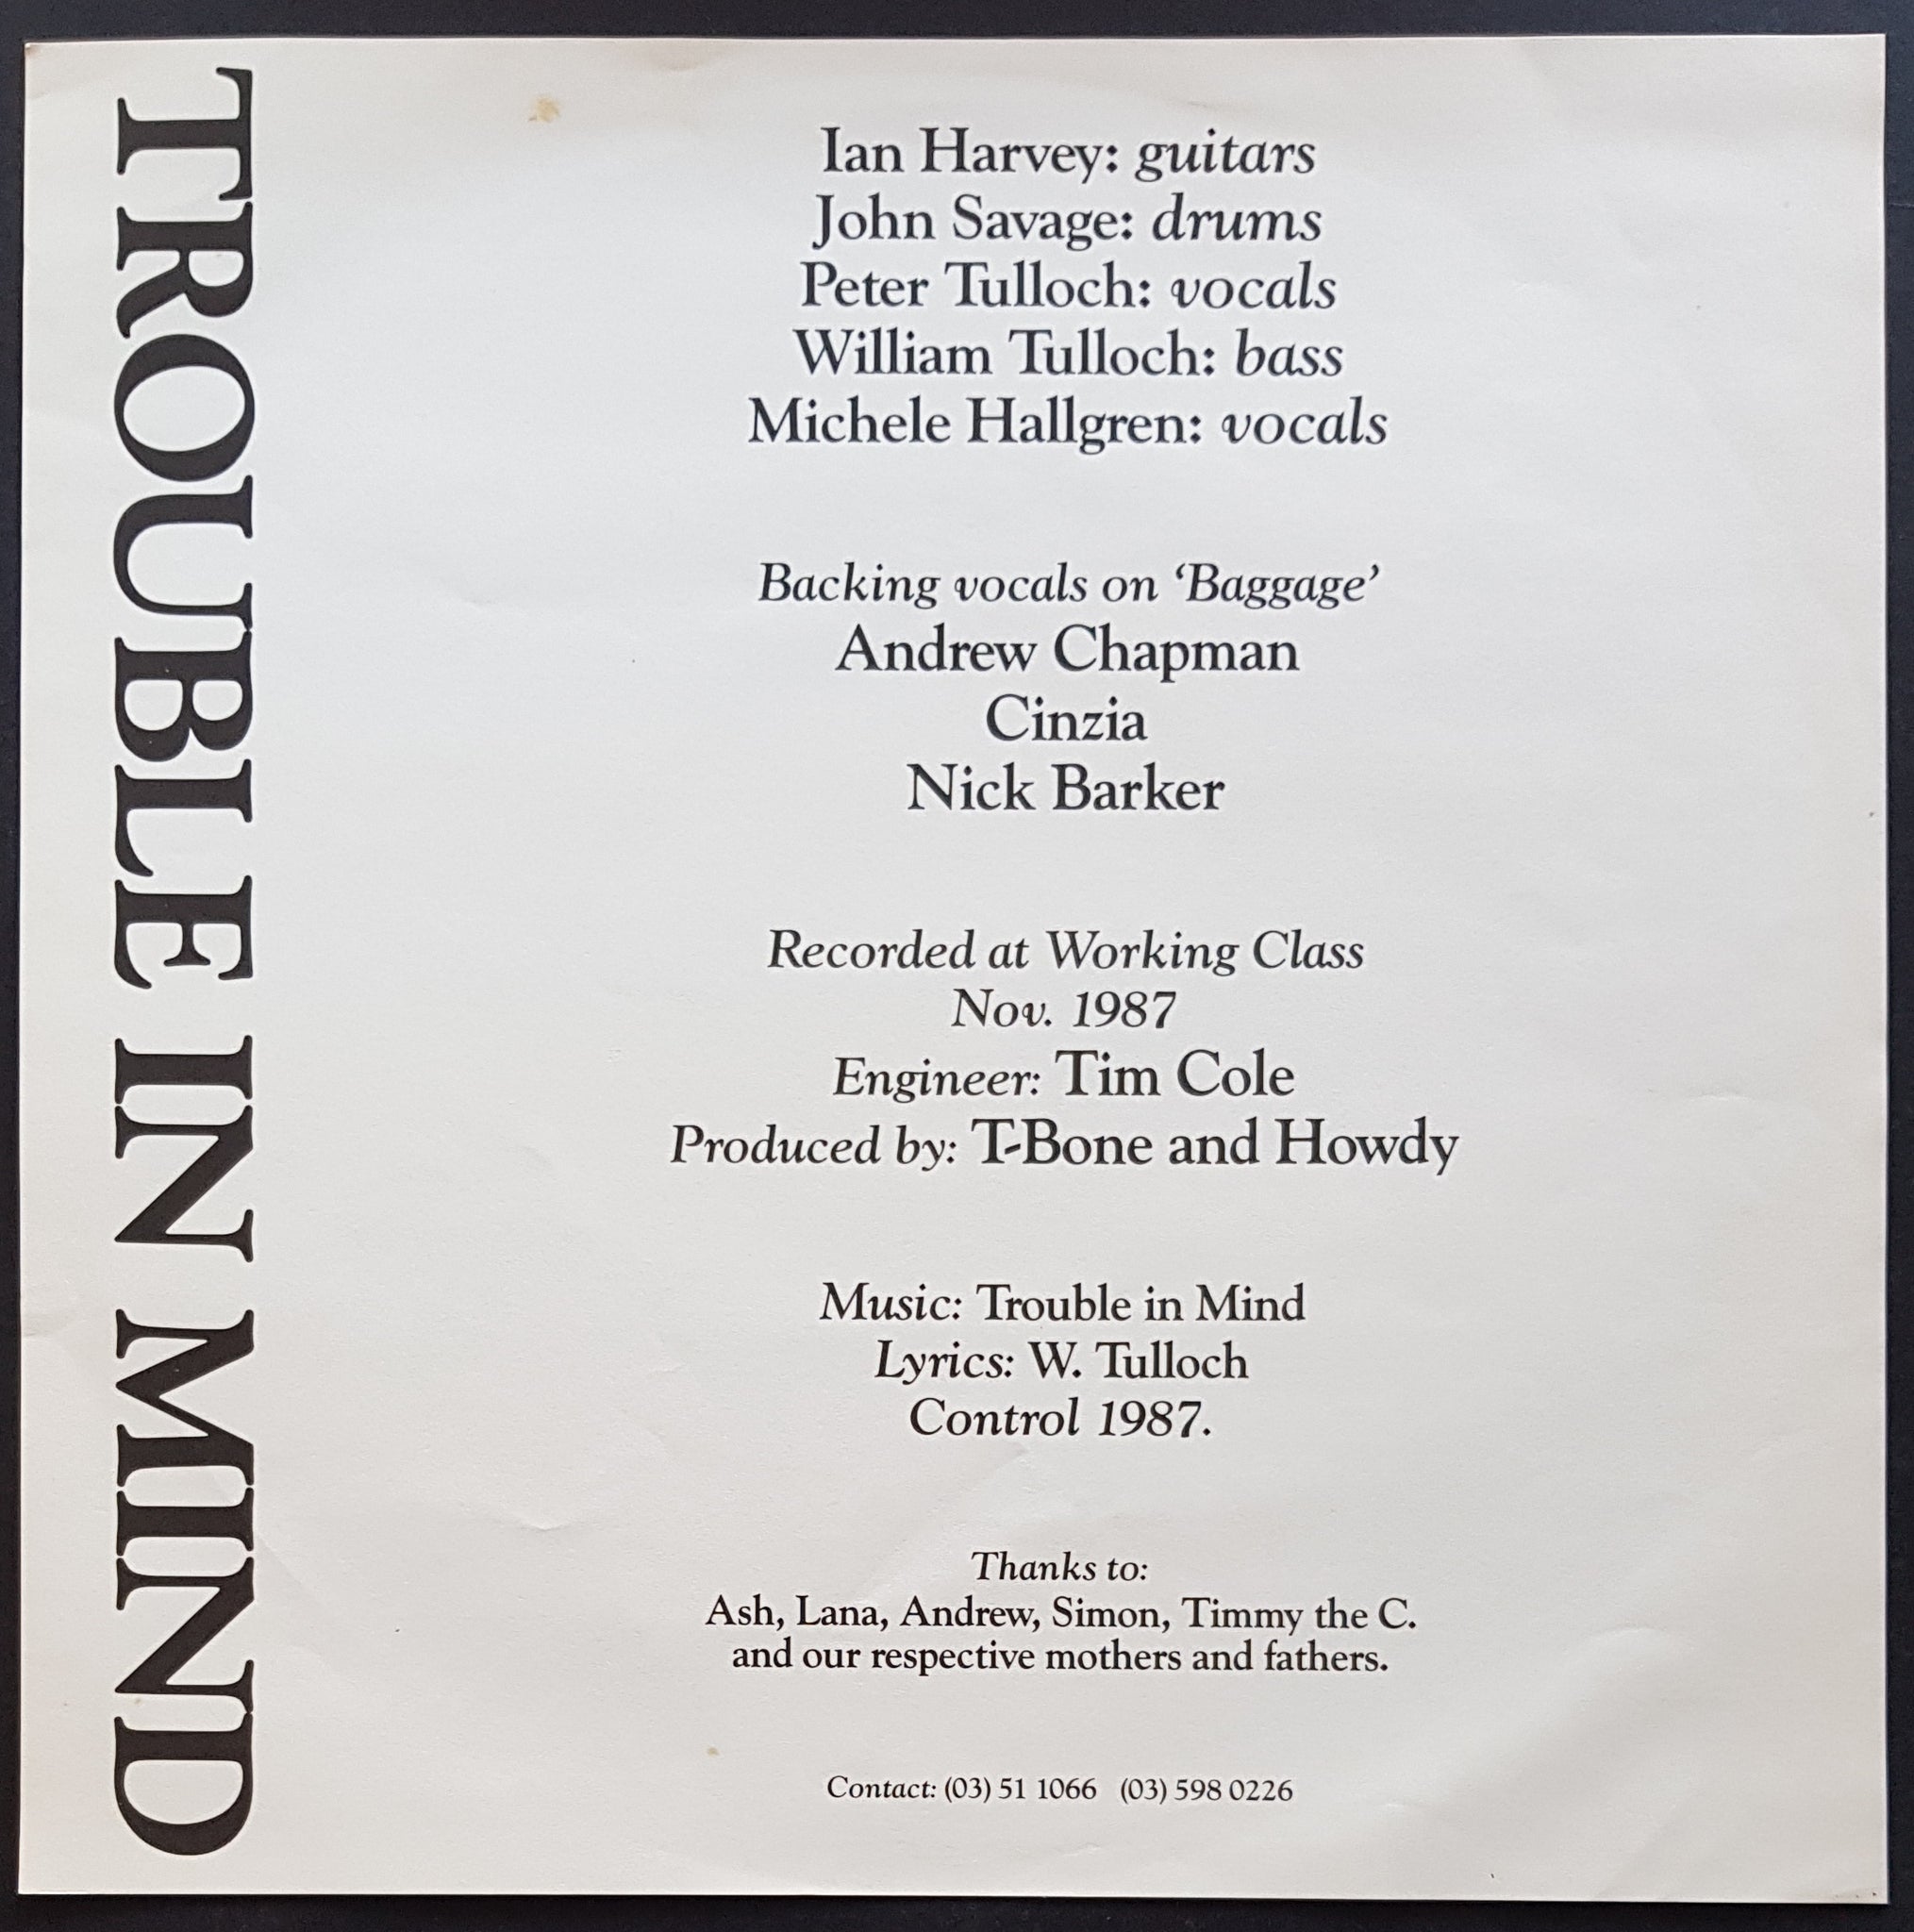 TROUBLE IN MIND
Ian Harvey: guitars
John Savage: drums
Peter Tulloch: vocals
William Tulloch: bass
Michele Hallgren: vocals
Backing vocals on ‘Baggage’
Andrew Chapman
Cinzia
Nick Barker
Recorded at Working Class
Nov. 1987
Engineer: Tim Cole
Produced by: T-Bone and Howdy
Music: Trouble in Mind
Lyrics: W. Tulloch
Control 1987.
Thanks to:
Ash, Lana, Andrew, Simon, Timmy the C.
and our respective mothers and fathers.
Contact: (03) 51 1066 (03) 598 0226